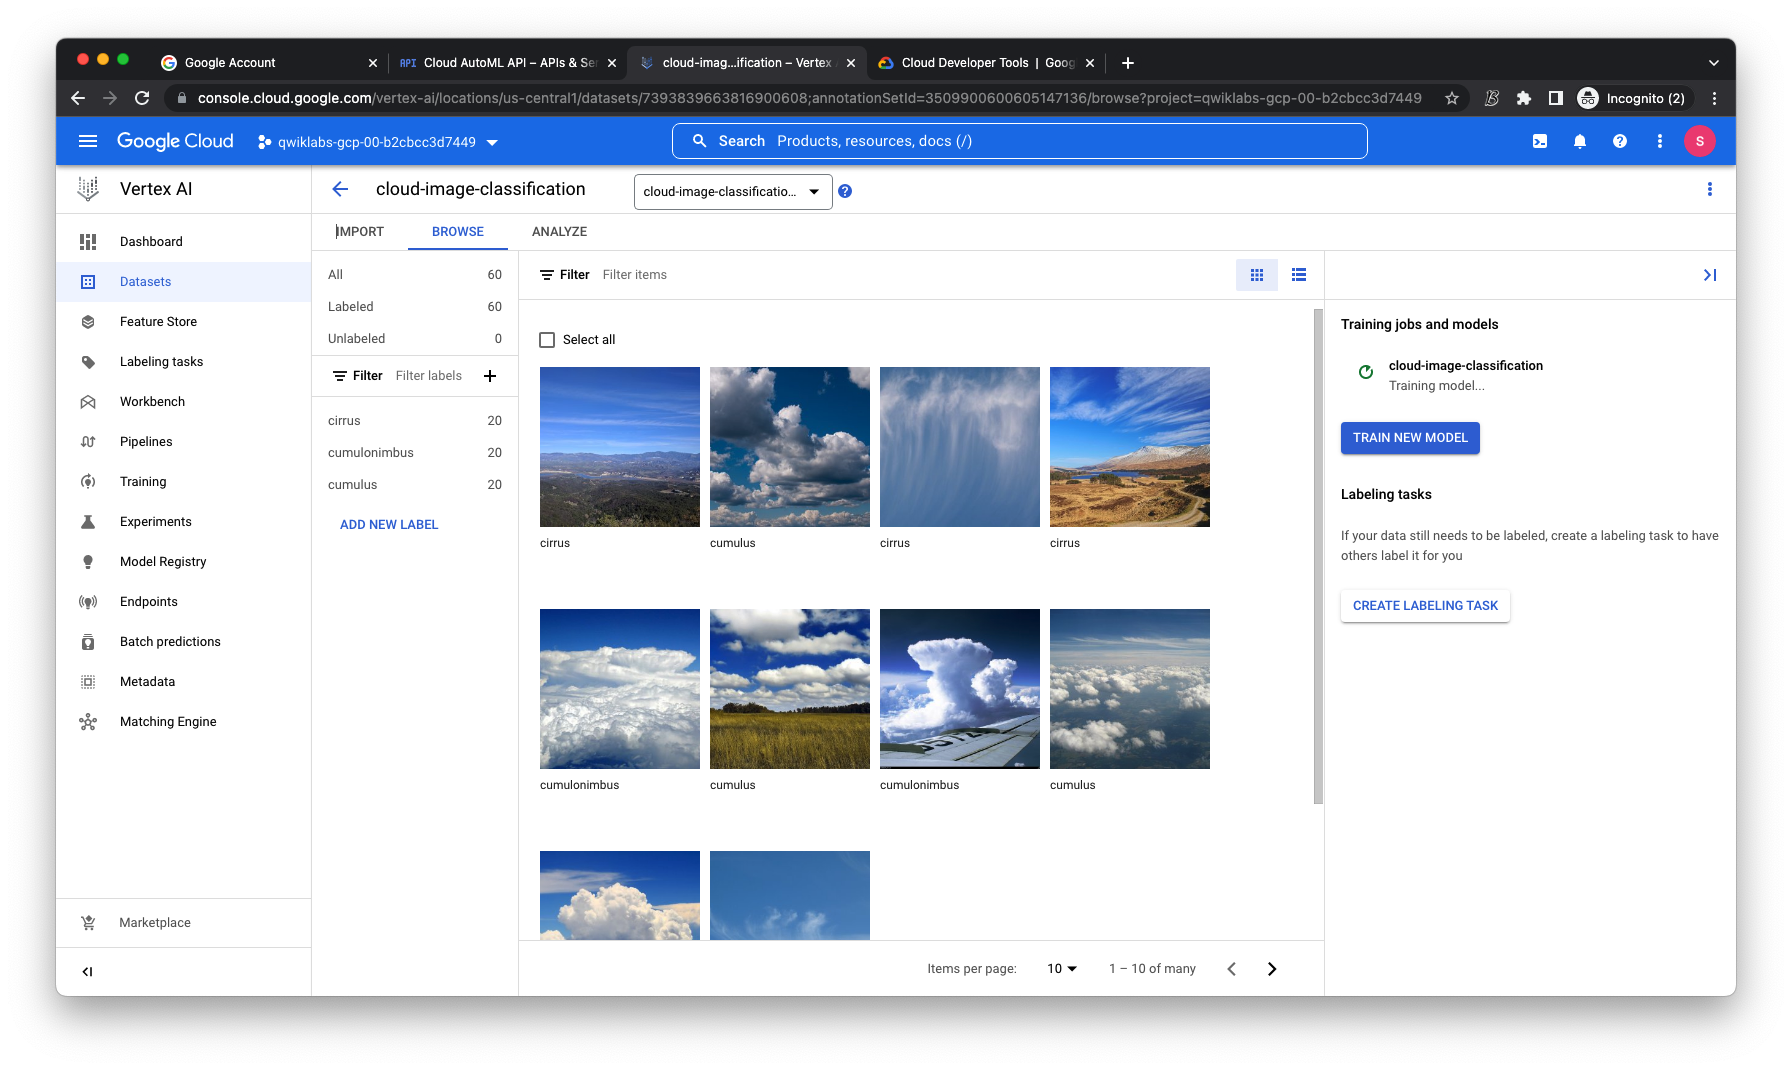 Google Account
API Cloud AutoML API – APIs & Ser
cloud-imag...ification – Vertex
Cloud Developer Tools | Goog
console.cloud.google.com/vertex-ai/locations/us-central1/datasets/7393839663816900608;annotationSetId=3509900600605147136/browse?project=qwiklabs-gcp-00-b2cbcc3d7449
Incognito (2)
Google Cloud
qwiklabs-gcp-00-b2cbcc3d7449
Search Products, resources, docs (/)
S
Vertex AI
cloud-image-classification
cloud-image-classificatio...
Dashboard
Datasets
Feature Store
Labeling tasks
Workbench
Pipelines
Training
Experiments
Model Registry
Endpoints
Batch predictions
Metadata
Matching Engine
Marketplace
IMPORT
BROWSE
ANALYZE
All 60
Labeled 60
Unlabeled 0
Filter Filter labels
cirrus 20
cumulonimbus 20
cumulus 20
ADD NEW LABEL
Filter Filter items
Select all
cirrus
cumulus
cirrus
cirrus
cumulonimbus
cumulus
cumulonimbus
cumulus
Items per page: 10 1 – 10 of many
Training jobs and models
cloud-image-classification
Training model...
TRAIN NEW MODEL
Labeling tasks
If your data still needs to be labeled, create a labeling task to have
others label it for you
CREATE LABELING TASK